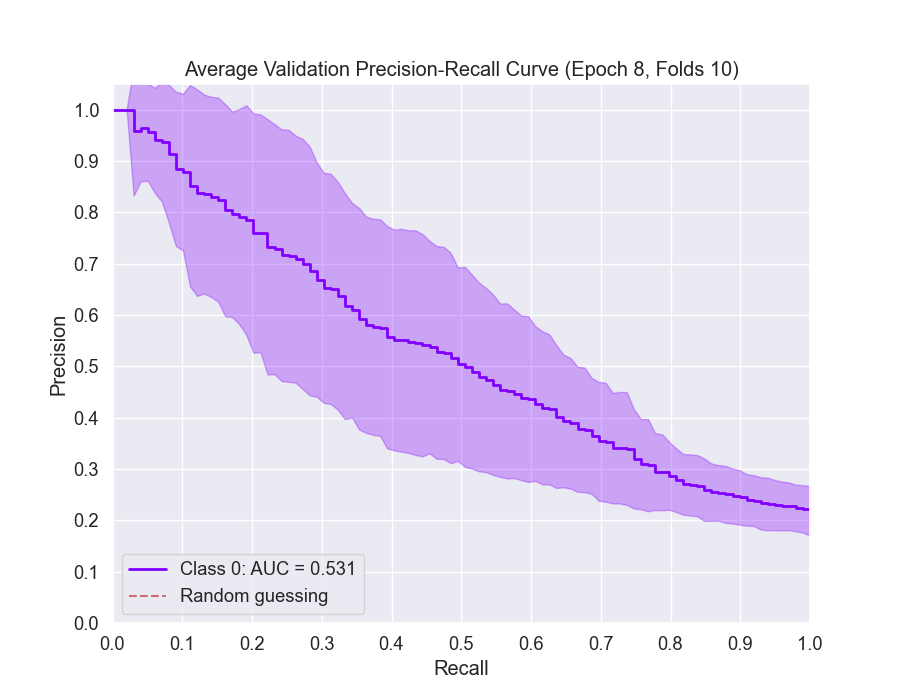 Average Validation Precision-Recall Curve (Epoch 8, Folds 10)
Precision
1.0
0.9
0.8
0.7
0.6
0.5
0.4
0.3
0.2
0.1
0.0
Class 0: AUC = 0.531
Random guessing
0.0 0.1 0.2 0.3 0.4 0.5 0.6 0.7 0.8 0.9 1.0
Recall